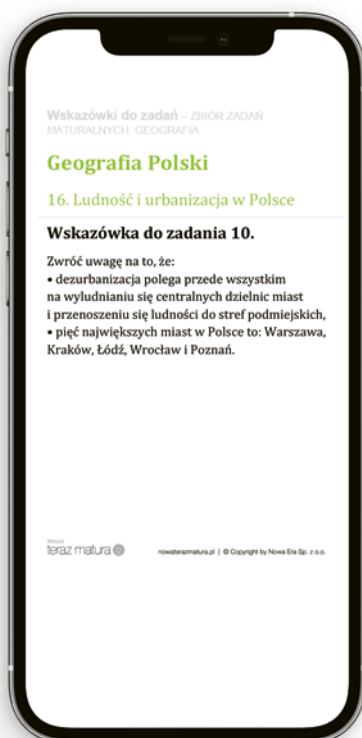 Wskazówki do zadań – ZBIÓR ZADAŃ
MATURALNYCH. GEOGRAFIA
Geografia Polski
16. Ludność i urbanizacja w Polsce
Wskazówka do zadania 10.
Zwróć uwagę na to, że:
• dezurbanizacja polega przede wszystkim
na wyludnianiu się centralnych dzielnic miast
i przenoszeniu się ludności do stref podmiejskich,
• pięć największych miast w Polsce to: Warszawa,
Kraków, Łódź, Wrocław i Poznań.
teraz matura
nowaterazmatura.pl | © Copyright by Nowa Era Sp. z o.o.